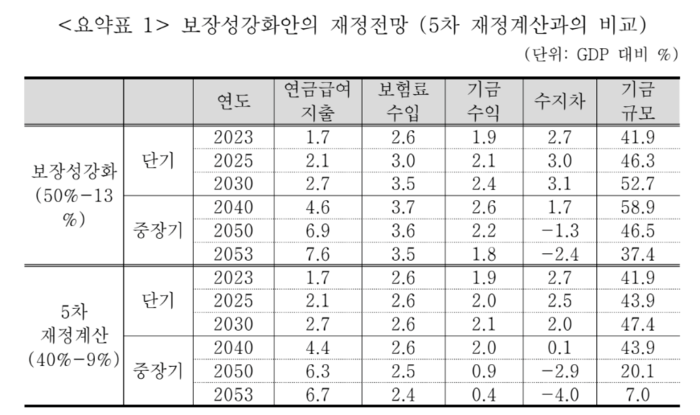 <요약표 1> 보장성강화안의 재정전망 (5차 재정계산과의 비교)
(단위: GDP 대비 %)
연도 연금급여 지출 보험료 수입 기금 수익 수지차 기금 규모
보장성강화 (50%-13%)
단기
2023 1.7 2.6 1.9 2.7 41.9
2025 2.1 3.0 2.1 3.0 46.3
2030 2.7 3.5 2.4 3.1 52.7
중장기
2040 4.6 3.7 2.6 1.7 58.9
2050 6.9 3.6 2.2 -1.3 46.5
2053 7.6 3.5 1.8 -2.4 37.4
5차 재정계산 (40%-9%)
단기
2023 1.7 2.6 1.9 2.7 41.9
2025 2.1 2.6 2.0 2.5 43.9
2030 2.7 2.6 2.1 2.0 47.4
중장기
2040 4.4 2.6 2.0 0.1 43.9
2050 6.3 2.5 0.9 -2.9 20.1
2053 6.7 2.4 0.4 -4.0 7.0